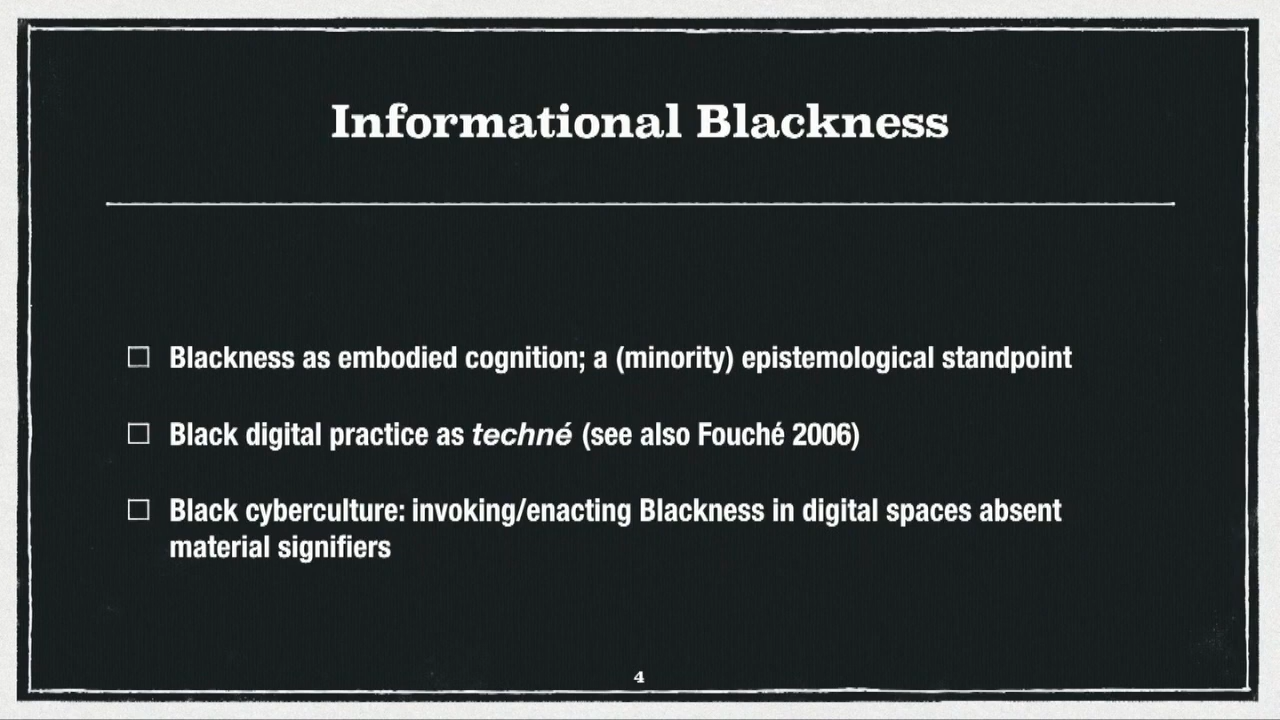 Informational Blackness
Blackness as embodied cognition; a (minority) epistemological standpoint
Black digital practice as techné (see also Fouché 2006)
Black cyberculture: invoking/enacting Blackness in digital spaces absent
material signifiers
4